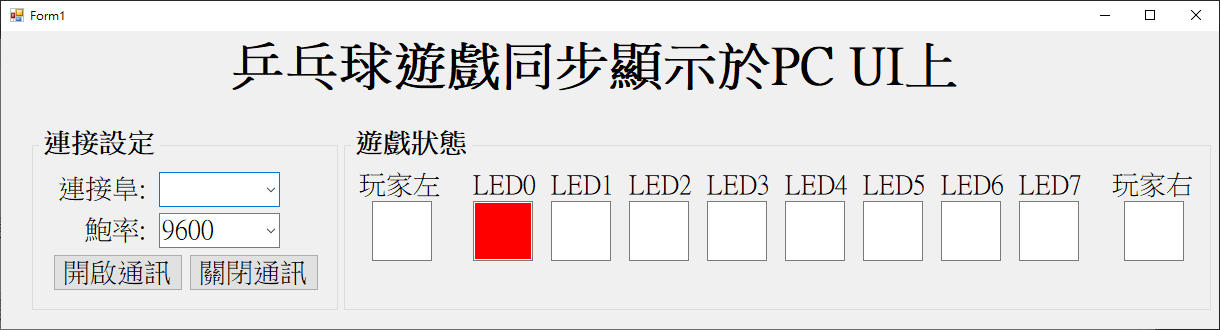 Form1
乒乓球遊戲同步顯示於PC UI上
連接設定
連接阜:
鮑率: 9600
開啟通訊 關閉通訊
遊戲狀態
玩家左 LED0 LED1 LED2 LED3 LED4 LED5 LED6 LED7 玩家右